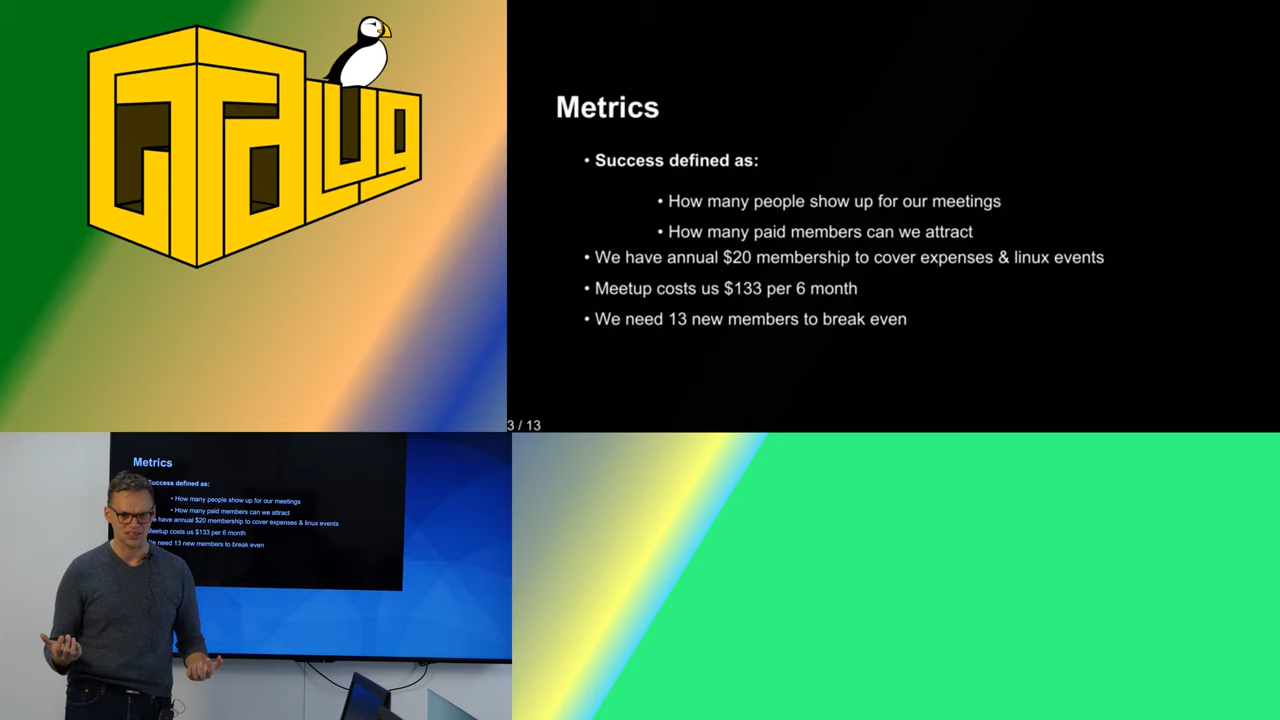 GTALUG
Metrics
• Success defined as:
• How many people show up for our meetings
• How many paid members can we attract
• We have annual $20 membership to cover expenses & linux events
• Meetup costs us $133 per 6 month
• We need 13 new members to break even
3 / 13
Metrics
Success defined as:
• How many people show up for our meetings
• How many paid members can we attract
have annual $20 membership to cover expenses & linux events
Meetup costs us $133 per 6 month
need 13 new members to break even